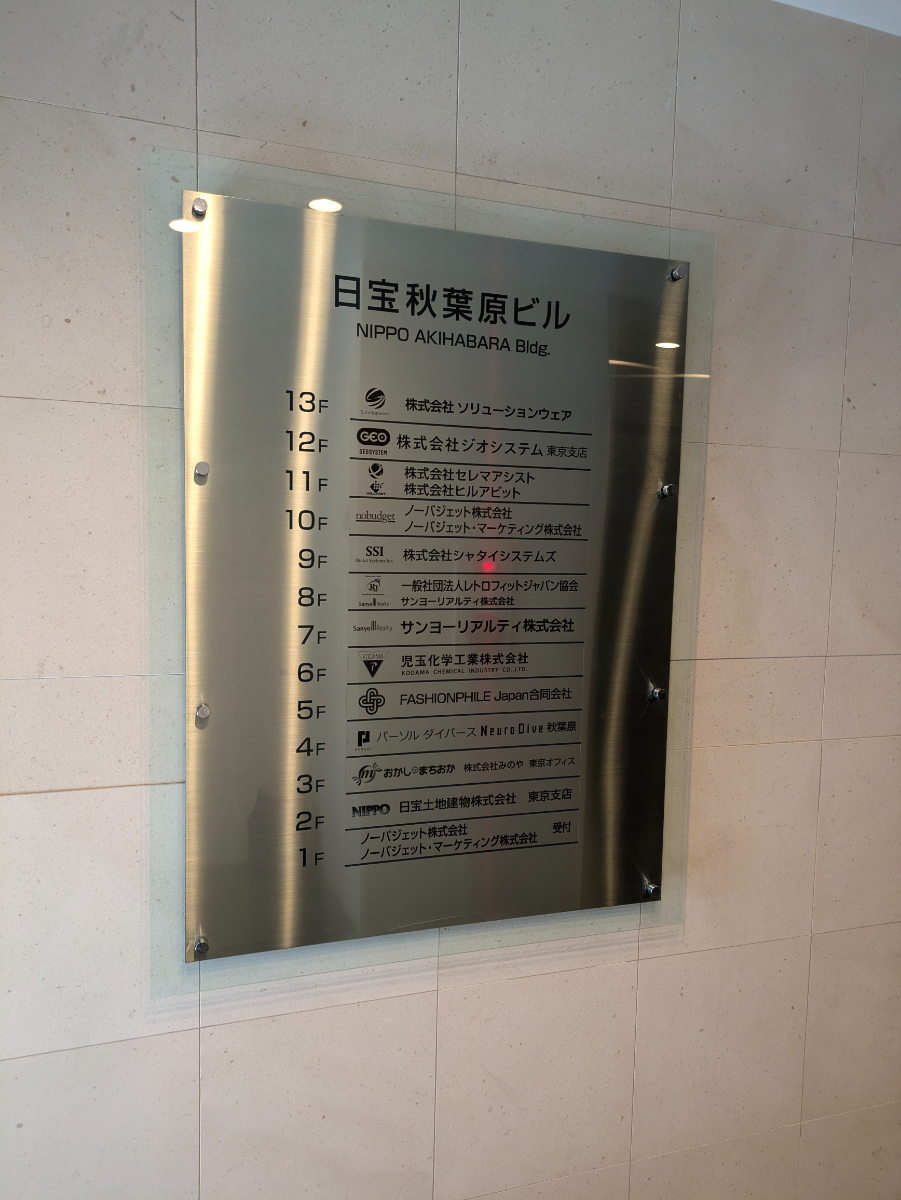 日宝秋葉原ビル
NIPPO AKIHABARA Bldg.
13F 株式会社 ソリューションウェア
12F GEO GEOSYSTEM 株式会社ジオシステム 東京支店
11F 株式会社セレマアシスト
株式会社ヒルアビット
10F nobudget ノーバジェット株式会社
ノーバジェット・マーケティング株式会社
9F SSI 株式会社シャタイシステムズ
8F RJ 一般社団法人レトロフィットジャパン協会
Sanyo Realty サンヨーリアルティ株式会社
7F Sanyo Realty サンヨーリアルティ株式会社
6F KODAMA 児玉化学工業株式会社
KODAMA CHEMICAL INDUSTRY CO.,LTD.
5F FASHIONPHILE Japan合同会社
4F パーソル ダイバース NeuroDive 秋葉原
3F おかしのまちおか 株式会社みのや 東京オフィス
2F NIPPO 日宝土地建物株式会社 東京支店
1F ノーバジェット株式会社 受付
ノーバジェット・マーケティング株式会社